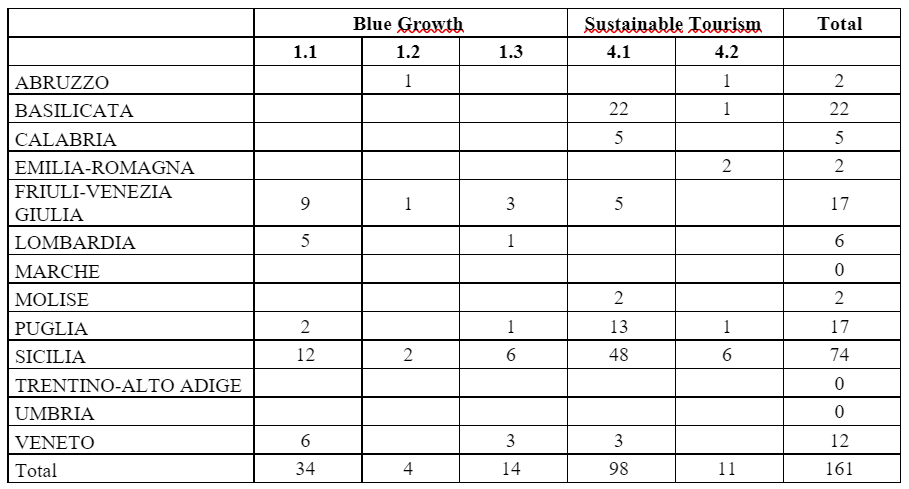 Blue Growth Sustainable Tourism Total
1.1 1.2 1.3 4.1 4.2
ABRUZZO 1 1 2
BASILICATA 22 1 22
CALABRIA 5 5
EMILIA-ROMAGNA 2 2
FRIULI-VENEZIA
GIULIA 9 1 3 5 17
LOMBARDIA 5 1 6
MARCHE 0
MOLISE 2 2
PUGLIA 2 1 13 1 17
SICILIA 12 2 6 48 6 74
TRENTINO-ALTO ADIGE 0
UMBRIA 0
VENETO 6 3 3 12
Total 34 4 14 98 11 161